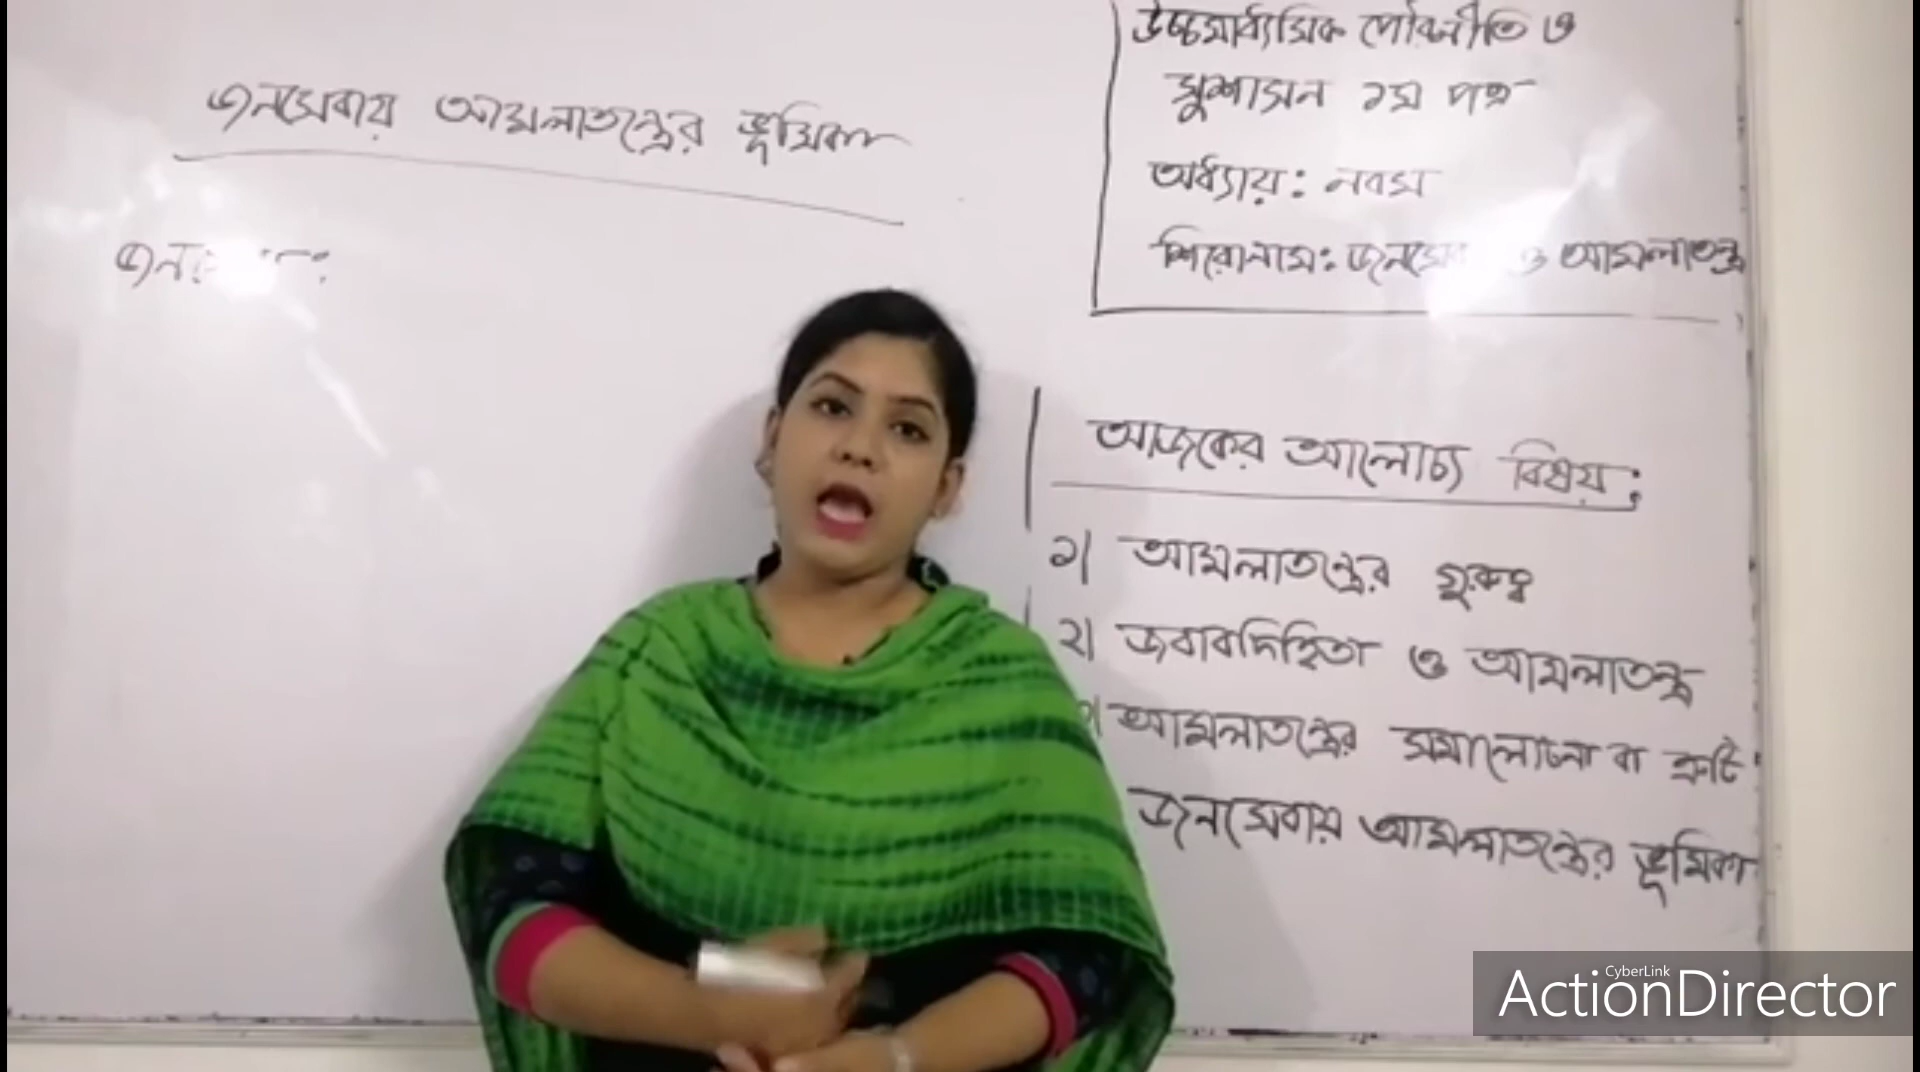 জনসেবায় আমলাতন্ত্রের ভূমিকা
উচ্চমাধ্যমিক পৌরনীতি ও
সুশাসন ১ম পত্র
অধ্যায়: নবম
শিরোনাম: ও আমলাতন্ত্র
আজকের আলোচ্য বিষয়:
১| আমলাতন্ত্রের গুরুত্ব
২| জবাবদিহিতা ও আমলাতন্ত্র
আমলাতন্ত্রের সমালোচনা বা ত্রুটি
জনসেবায় আমলাতন্ত্রের ভূমিকা
CyberLink
ActionDirector